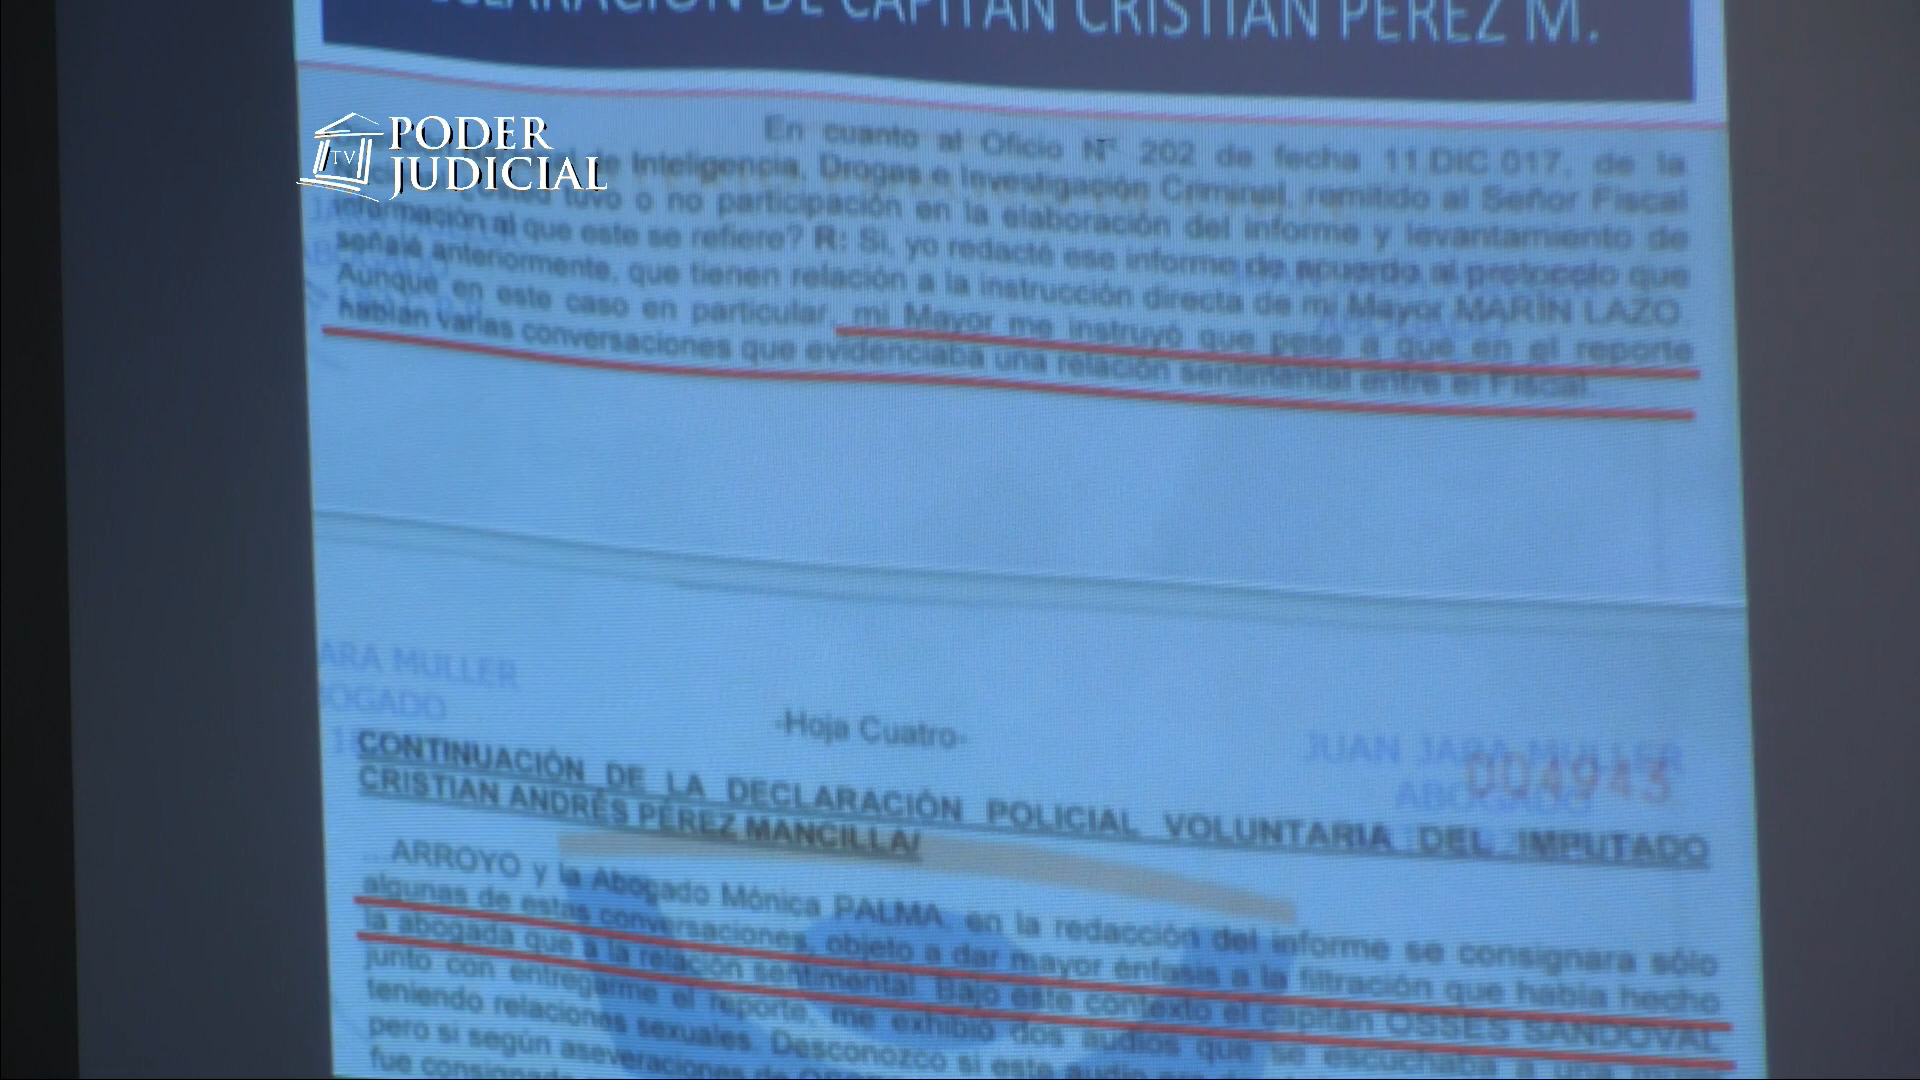 DECLARACIÓN DE CAPITÁN CRISTIAN PÉREZ M.
TV PODER
JUDICIAL
En cuanto al Oficio N° 202 de fecha 11.DIC.017, de la
de Inteligencia, Drogas e Investigación Criminal, remitido al Señor Fiscal
¿Usted tuvo o no participación en la elaboración del informe y levantamiento de
información al que este se refiere? R: Si, yo redacté ese informe de acuerdo al protocolo que
señalé anteriormente, que tienen relación a la instrucción directa de mi Mayor MARIN LAZO.
Aunque en este caso en particular, mi Mayor me instruyó que pese a que en el reporte
habían varias conversaciones que evidenciaba una relación sentimental entre el Fiscal
ARA MULLER
OGADO
-Hoja Cuatro-
JUAN JARA MULLER
ABOGADO
004943
CONTINUACIÓN DE LA DECLARACIÓN POLICIAL VOLUNTARIA DEL IMPUTADO
CRISTIAN ANDRÉS PÉREZ MANCILLA/
...ARROYO y la Abogado Mónica PALMA, en la redacción del informe se consignara sólo
algunas de estas conversaciones, objeto a dar mayor énfasis a la filtración que había hecho
la abogada que a la relación sentimental. Bajo este contexto el capitán OSSES SANDOVAL
junto con entregarme el reporte, me exhibió dos audios que se escuchaba a una
teniendo relaciones sexuales. Desconozco si este audio
pero si según aseveraciones de
fue consignado